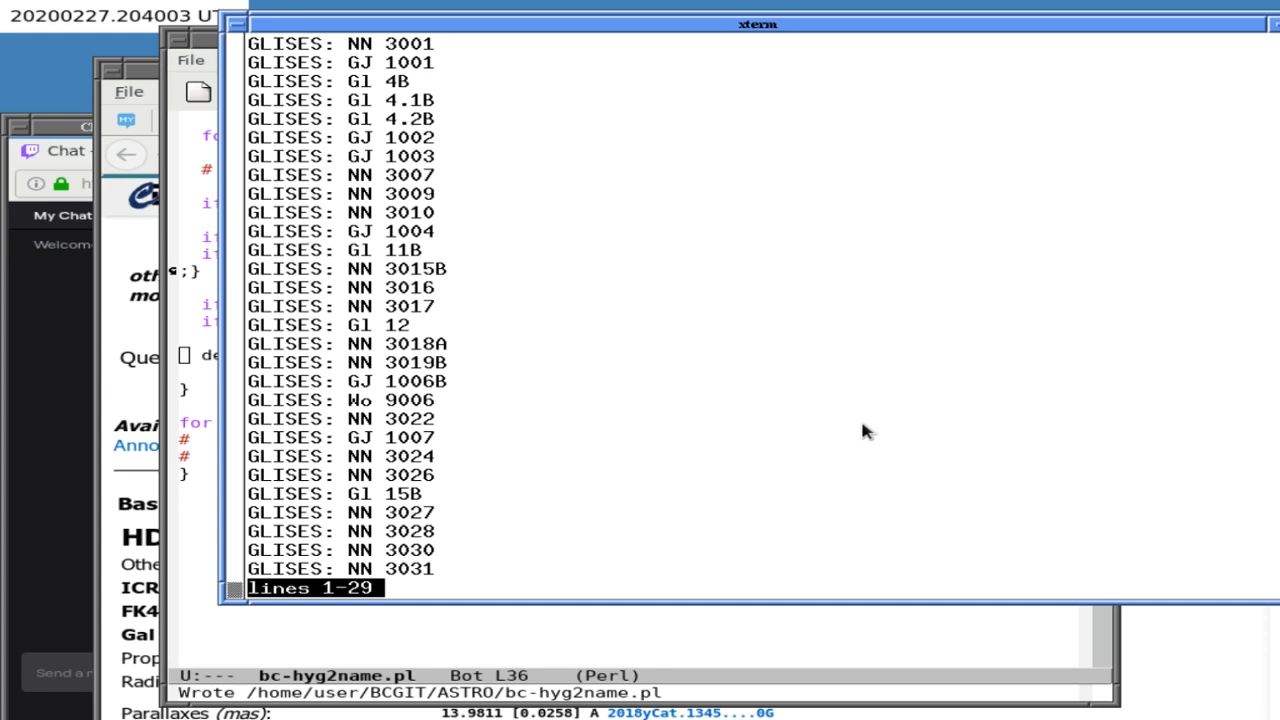 20200227.204003 UT
xterm
GLISES: NN 3001
GLISES: GJ 1001
GLISES: Gl 4B
GLISES: Gl 4.1B
GLISES: Gl 4.2B
GLISES: GJ 1002
GLISES: GJ 1003
GLISES: NN 3007
GLISES: NN 3009
GLISES: NN 3010
GLISES: GJ 1004
GLISES: Gl 11B
GLISES: NN 3015B
GLISES: NN 3016
GLISES: NN 3017
GLISES: Gl 12
GLISES: NN 3018A
GLISES: NN 3019B
GLISES: GJ 1006B
GLISES: Wo 9006
GLISES: NN 3022
GLISES: GJ 1007
GLISES: NN 3024
GLISES: NN 3026
GLISES: Gl 15B
GLISES: NN 3027
GLISES: NN 3028
GLISES: NN 3030
GLISES: NN 3031
lines 1-29
File
#
;}
}
for
#
#
}
U:--- bc-hyg2name.pl Bot L36 (Perl)
Wrote /home/user/BCGIT/ASTRO/bc-hyg2name.pl
File
MY
Que
Avai
Anno
Bas
HD
Othe
ICR
FK4
Gal
Prop
Radi
Parallaxes (mas): 13.9811 [0.0258] A 2018yCat.1345....0G
Chat
My Chat
Welcom
Send a